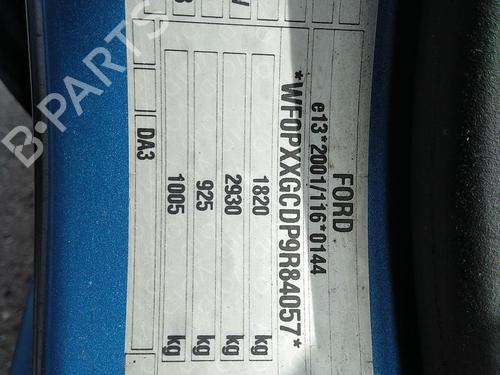 FORD
e13*2001/116*0144
*WF0PXXGCDP9R84057*
1820 kg
2930 kg
925 kg
1005 kg
DA3
B-PARTS